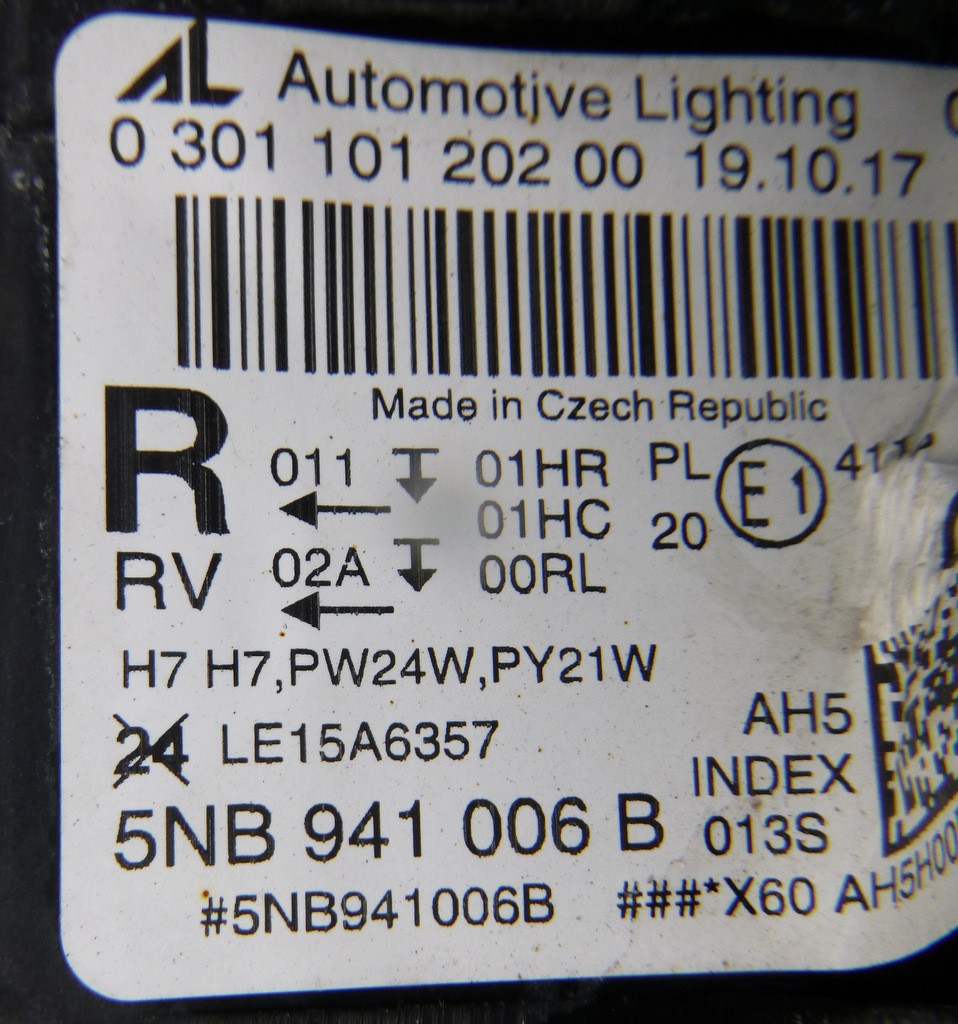 AL Automotive Lighting
0 301 101 202 00 19.10.17
Made in Czech Republic
R 011 01HR PL E1
01HC 20
RV 02A 00RL
H7 H7,PW24W,PY21W
24 LE15A6357 AH5
INDEX
5NB 941 006 B 013S
#5NB941006B ###*X60